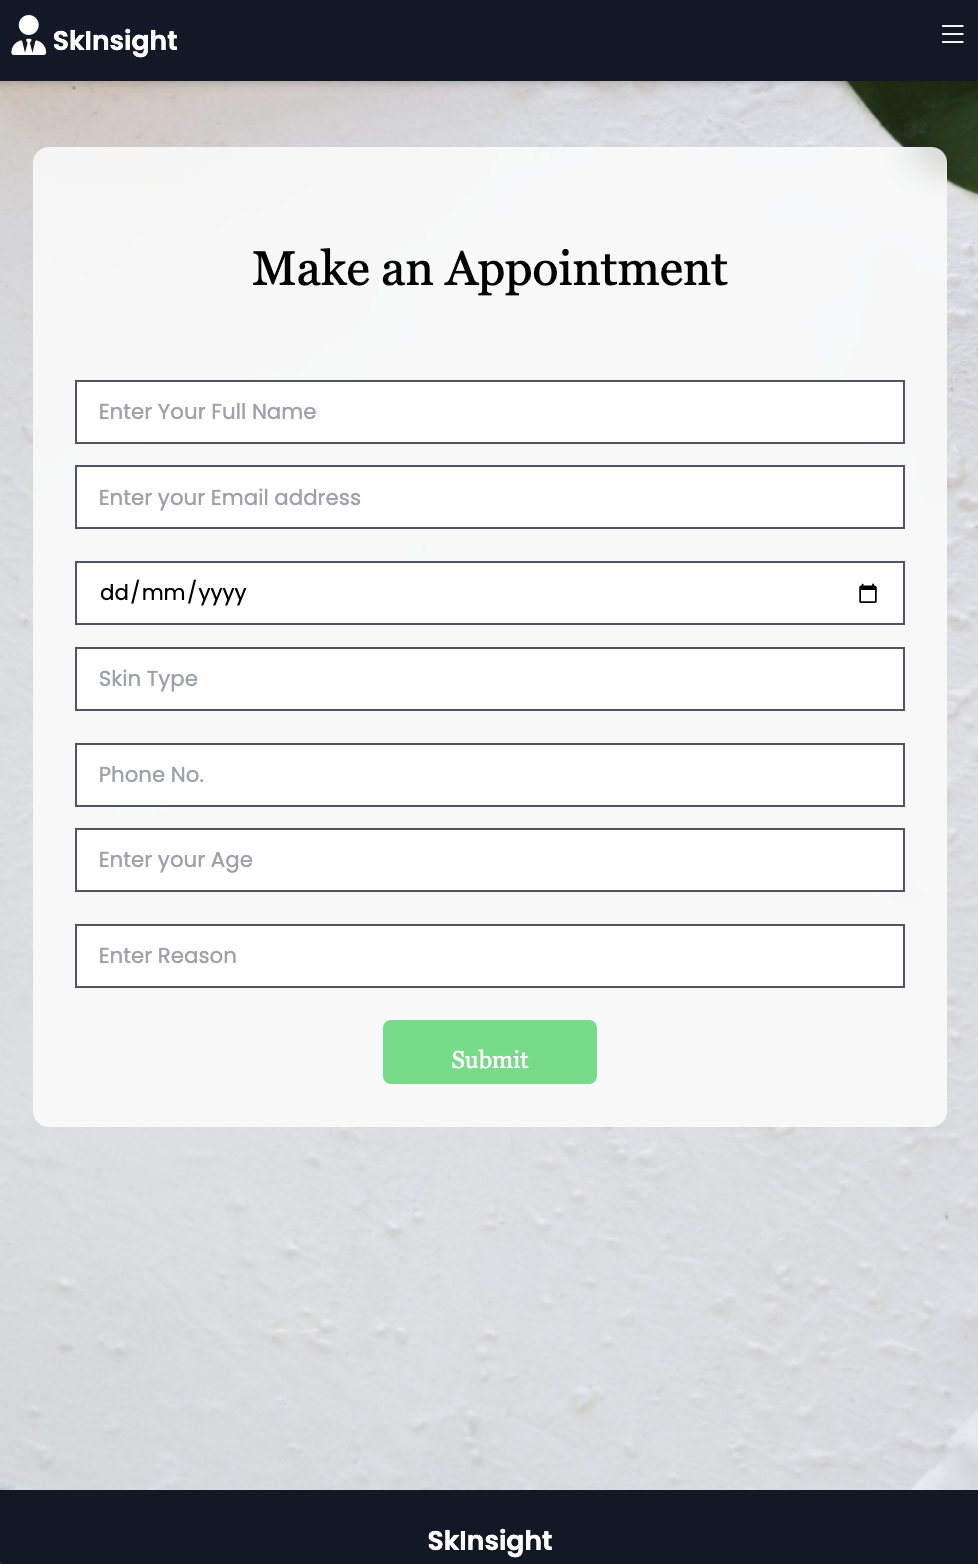 SkInsight
Make an Appointment
Enter Your Full Name
Enter your Email address
dd/mm/yyyy
Skin Type
Phone No.
Enter your Age
Enter Reason
Submit
SkInsight